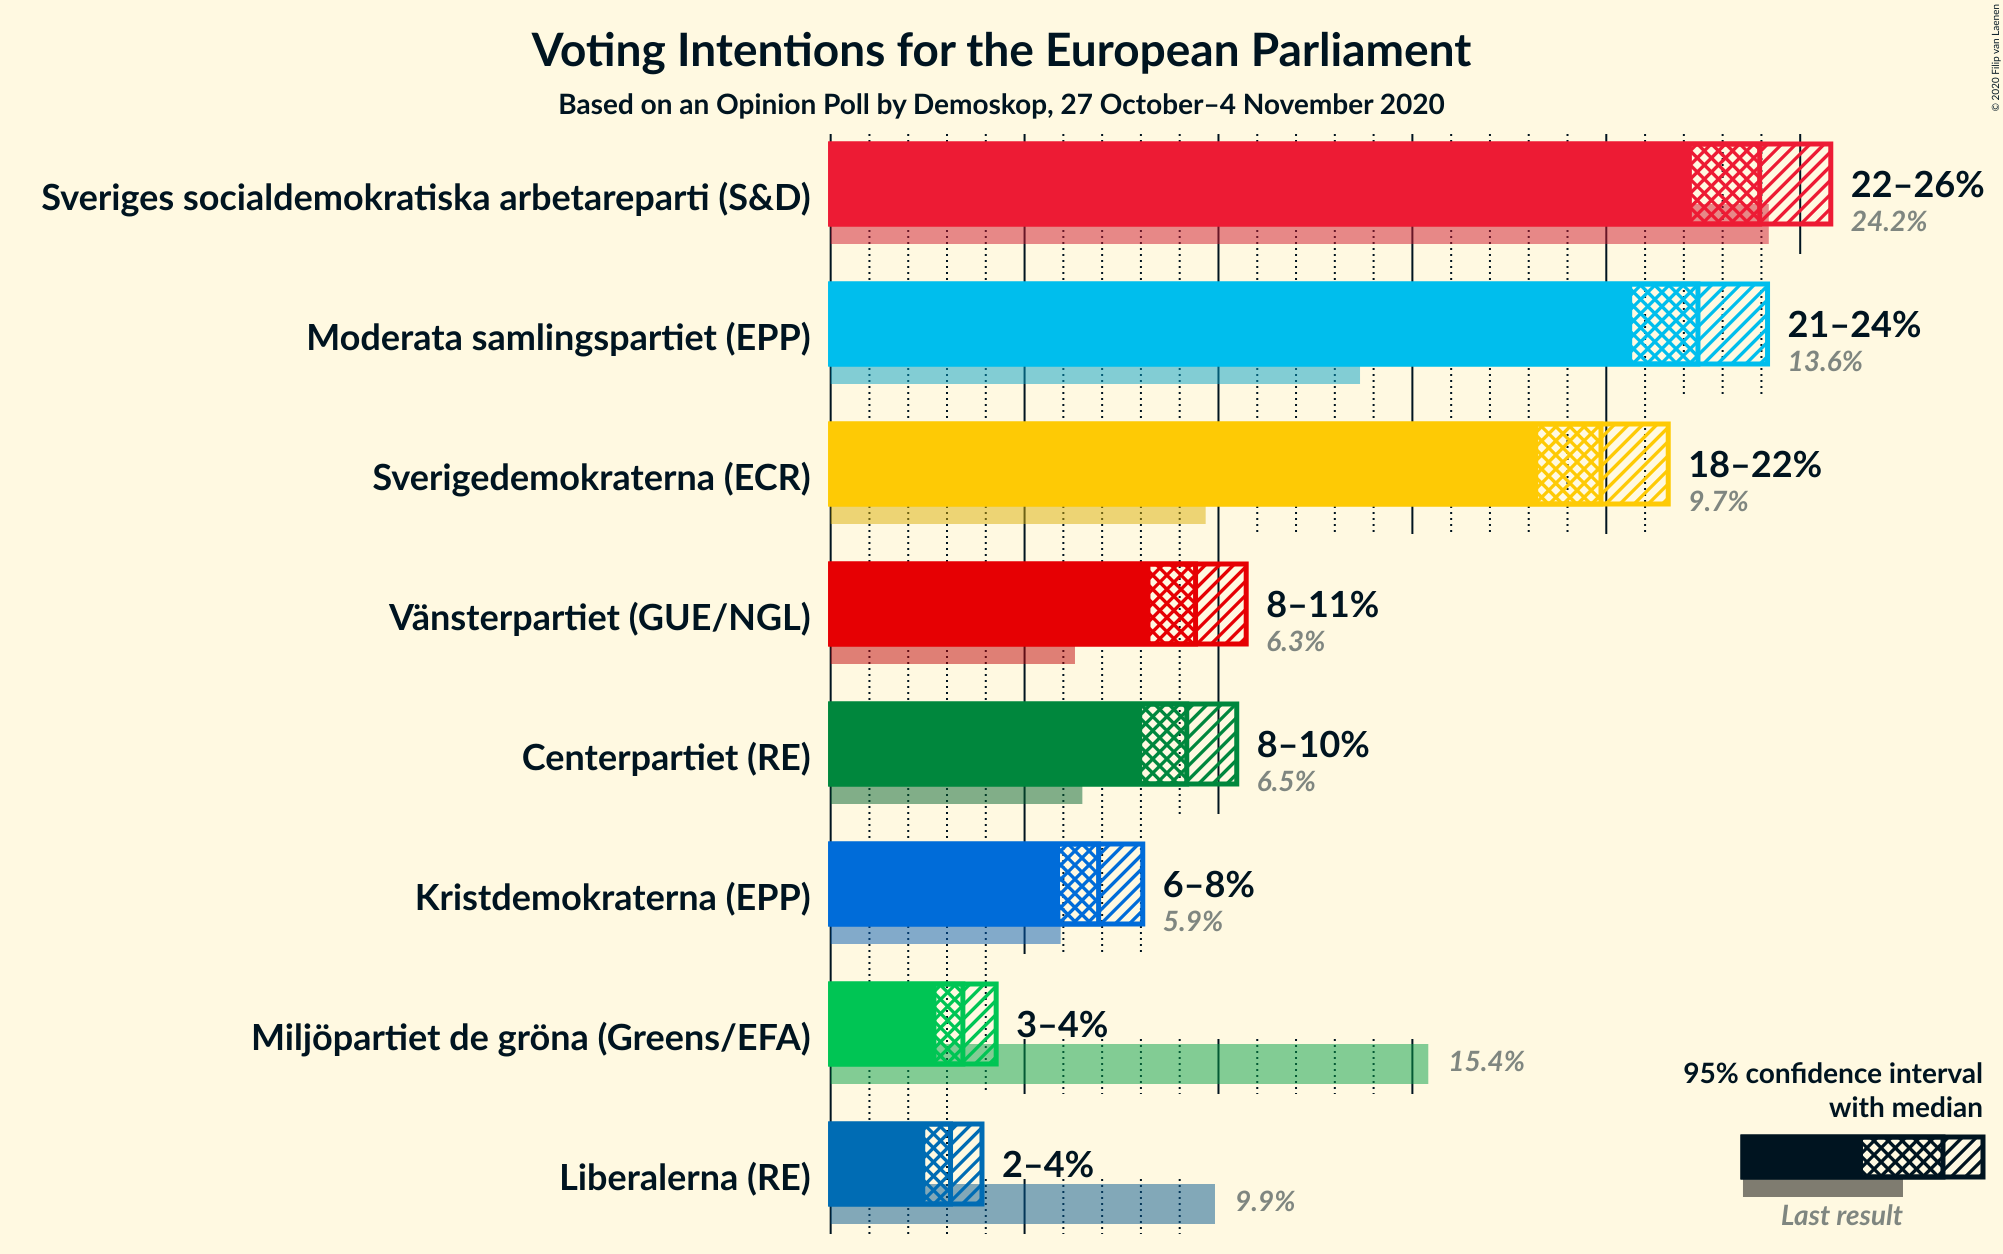 Voting Intentions for the European Parliament
Based on an Opinion Poll by Demoskop, 27 October–4 November 2020
© 2020 Filip van Laenen
Sveriges socialdemokratiska arbetareparti (S&D)
22–26%
24.2%
Moderata samlingspartiet (EPP)
21–24%
13.6%
Sverigedemokraterna (ECR)
18–22%
9.7%
Vänsterpartiet (GUE/NGL)
8–11%
6.3%
Centerpartiet (RE)
8–10%
6.5%
Kristdemokraterna (EPP)
6–8%
5.9%
Miljöpartiet de gröna (Greens/EFA)
3–4%
15.4%
Liberalerna (RE)
2–4%
9.9%
95% confidence interval
with median
Last result